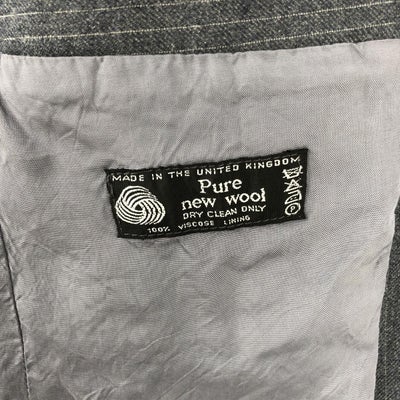 MADE IN THE UNITED KINGDOM
Pure
new wool
DRY CLEAN ONLY
100% VISCOSE LINING
P